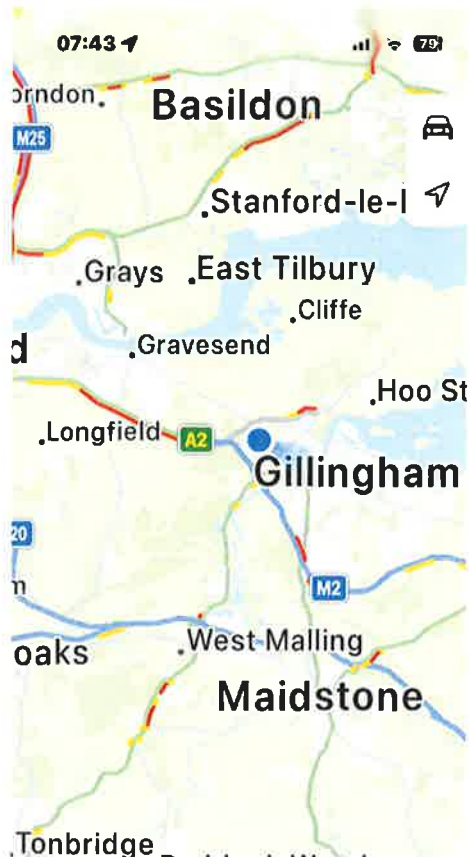 07:43 79
orndon.
Basildon
M25
Stanford-le-
Grays
East Tilbury
Cliffe
d
Gravesend
Hoo St
Longfield
A2
Gillingham
20
m
M2
oaks
West Malling
Maidstone
Tonbridge